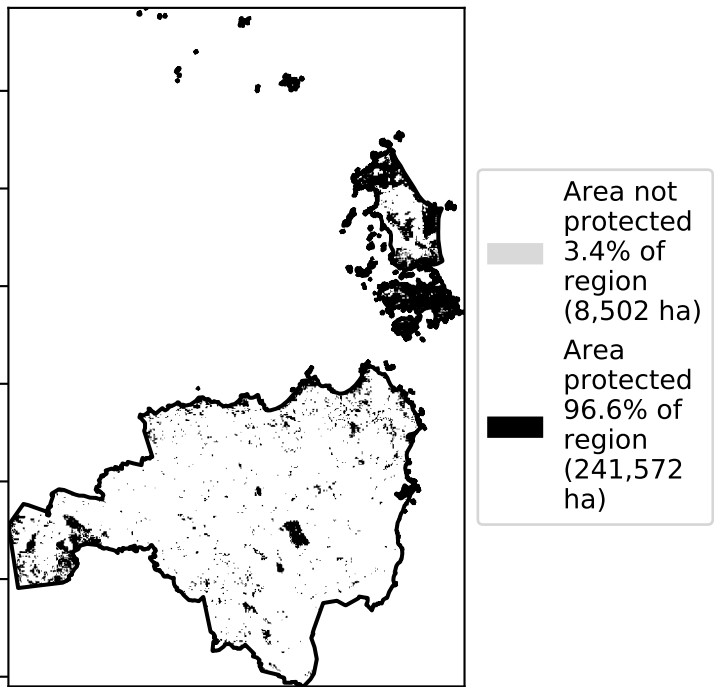 Area not
protected
3.4% of
region
(8,502 ha)
Area
protected
96.6% of
region
(241,572
ha)